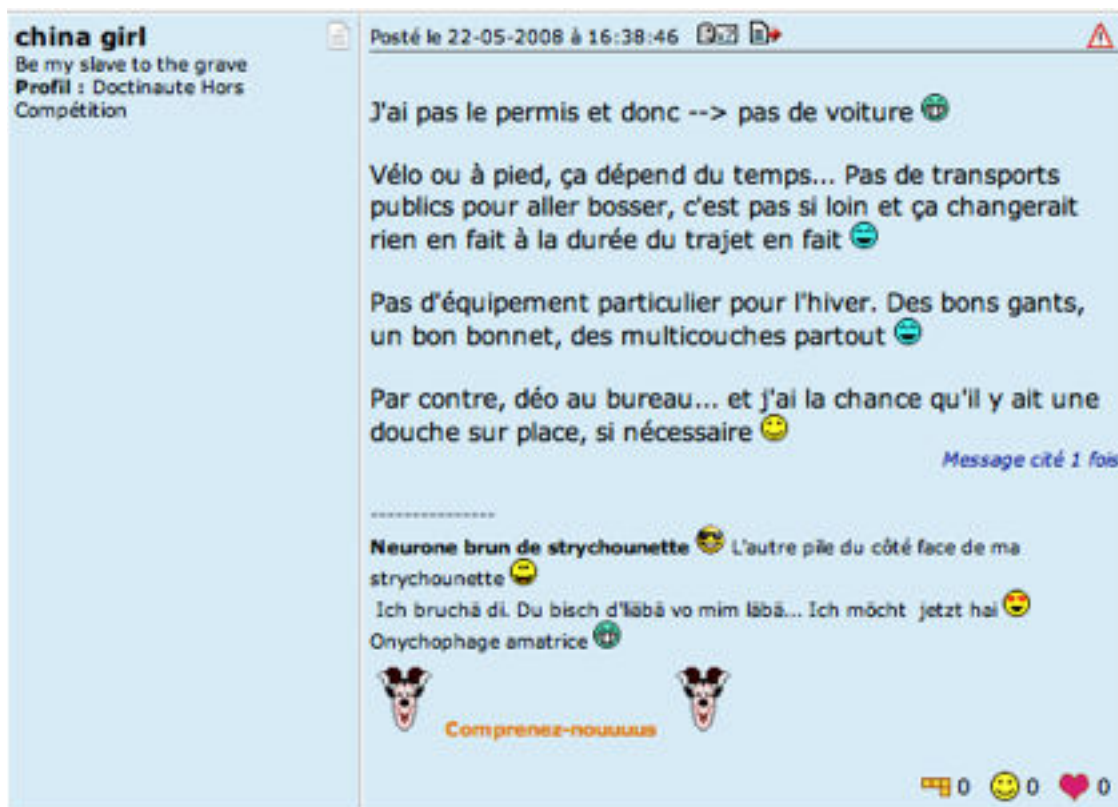 china girl
Be my slave to the grave
Profil : Doctinaute Hors
Compétition
Posté le 22-05-2008 à 16:38:46
J'ai pas le permis et donc --> pas de voiture
Vélo ou à pied, ça dépend du temps... Pas de transports
publics pour aller bosser, c'est pas si loin et ça changerait
rien en fait à la durée du trajet en fait
Pas d'équipement particulier pour l'hiver. Des bons gants,
un bon bonnet, des multicouches partout
Par contre, déo au bureau... et j'ai la chance qu'il y ait une
douche sur place, si nécessaire
Message cité 1 fois
---------------
Neurone brun de strychounette L'autre pile du côté face de ma
strychounette
Ich bruchä di. Du bisch d'liäbä vo mim läbä... Ich möcht jetzt hai
Onychophage amatrice
Comprenez-nouuuus
0 0 0